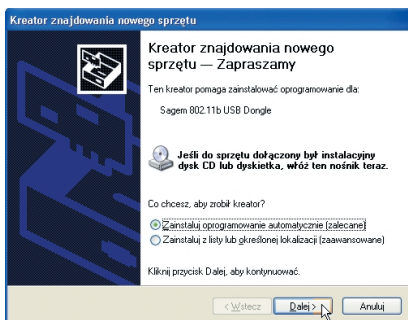 Kreator znajdowania nowego sprzętu
Kreator znajdowania nowego
sprzętu — Zapraszamy
Ten kreator pomaga zainstalować oprogramowanie dla:
Sagem 802.11b USB Dongle
Jeśli do sprzętu dołączony był instalacyjny
dysk CD lub dyskietka, włóż ten nośnik teraz.
Co chcesz, aby zrobił kreator?
Zainstaluj oprogramowanie automatycznie (zalecane)
Zainstaluj z listy lub określonej lokalizacji (zaawansowane)
Kliknij przycisk Dalej, aby kontynuować.
< Wstecz Dalej > Anuluj